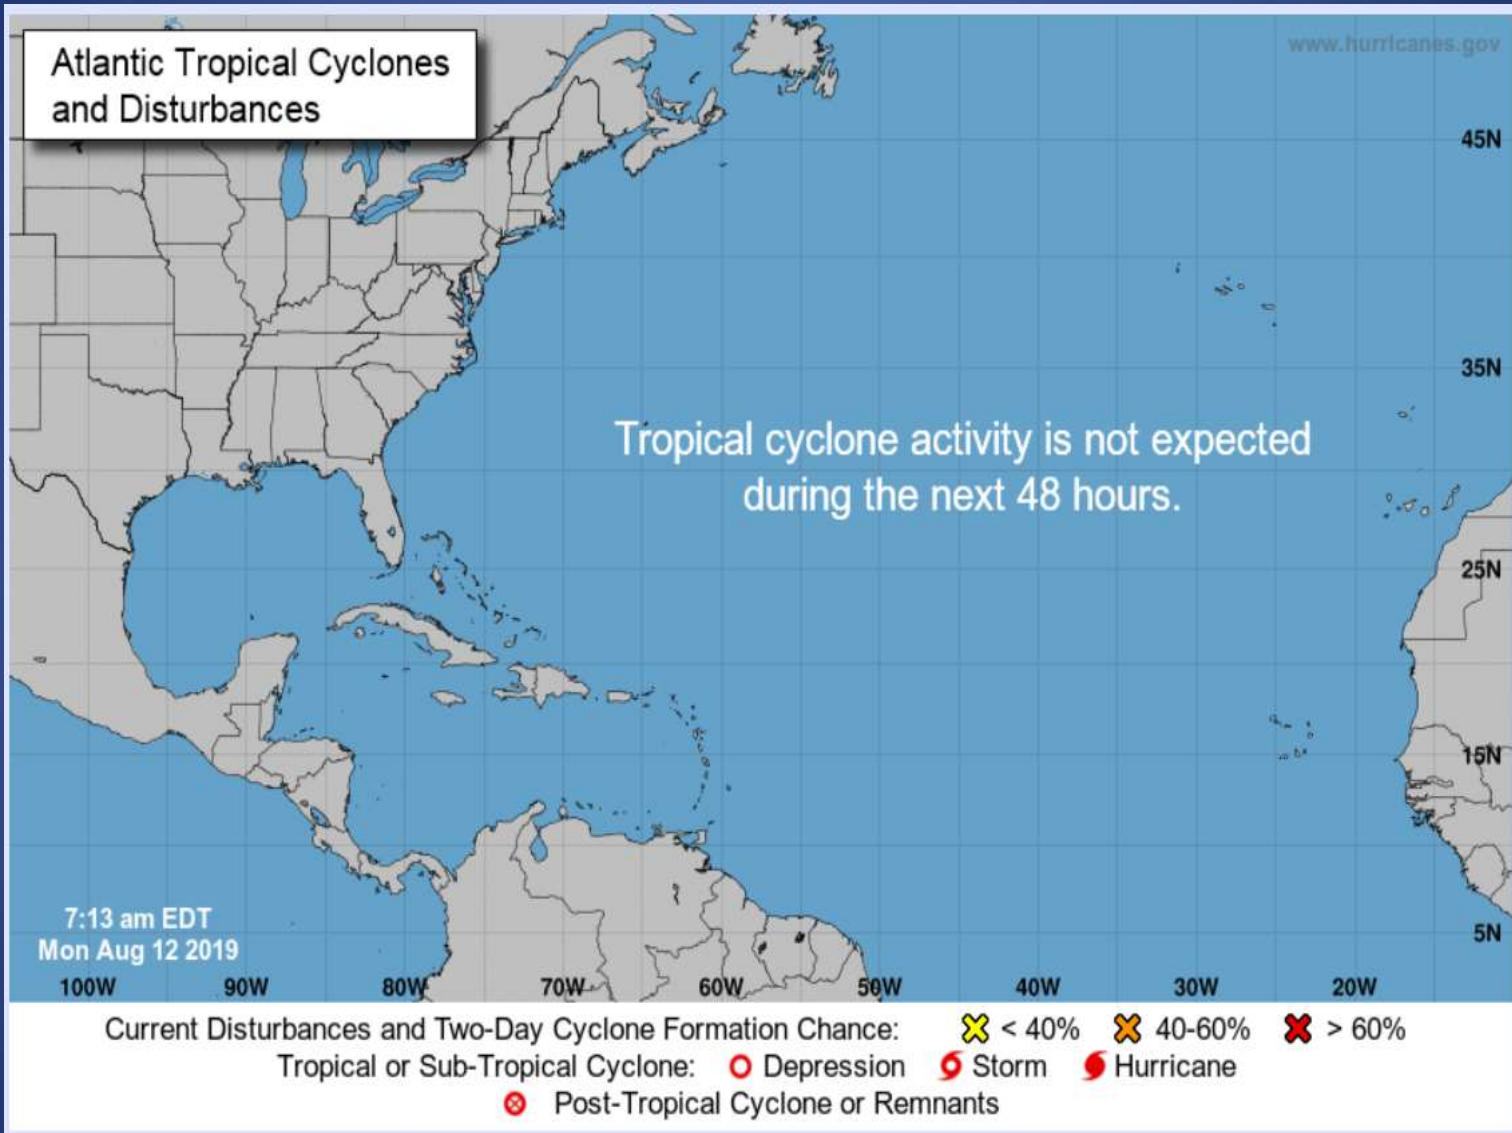 Atlantic Tropical Cyclones
and Disturbances
www.hurricanes.gov
45N
35N
Tropical cyclone activity is not expected
during the next 48 hours.
25N
15N
7:13 am EDT
Mon Aug 12 2019
5N
100W 90W 80W 70W 60W 50W 40W 30W 20W
Current Disturbances and Two-Day Cyclone Formation Chance: < 40% 40-60% > 60%
Tropical or Sub-Tropical Cyclone: Depression Storm Hurricane
Post-Tropical Cyclone or Remnants